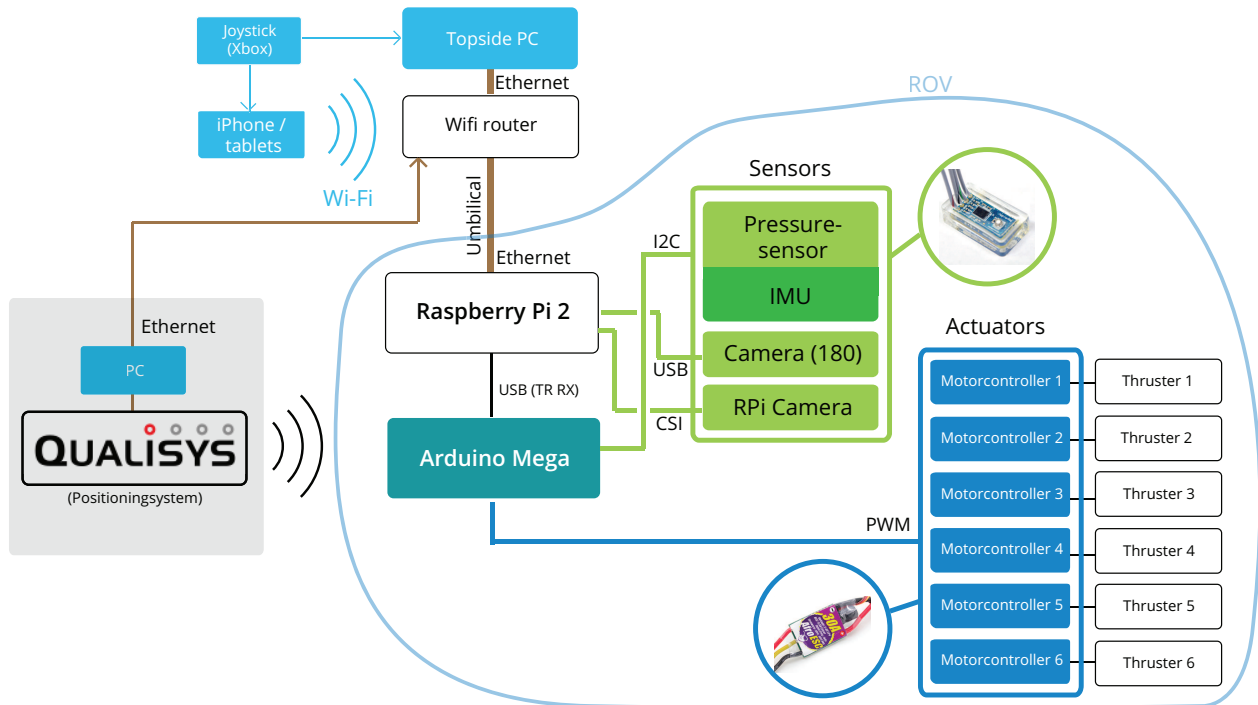 Joystick
(Xbox)
Topside PC
Ethernet
ROV
iPhone /
tablets
Wifi router
Wi-Fi
Umbilical
Sensors
Pressure-
sensor
I2C
Ethernet
IMU
Raspberry Pi 2
Ethernet
Actuators
Camera (180)
USB
PC
USB (TR RX)
RPi Camera
CSI
Motorcontroller 1
Thruster 1
Motorcontroller 2
Thruster 2
QUALISYS
Arduino Mega
(Positioningsystem)
Motorcontroller 3
Thruster 3
PWM
Motorcontroller 4
Thruster 4
Motorcontroller 5
Thruster 5
30A
Afro ESC
Motorcontroller 6
Thruster 6